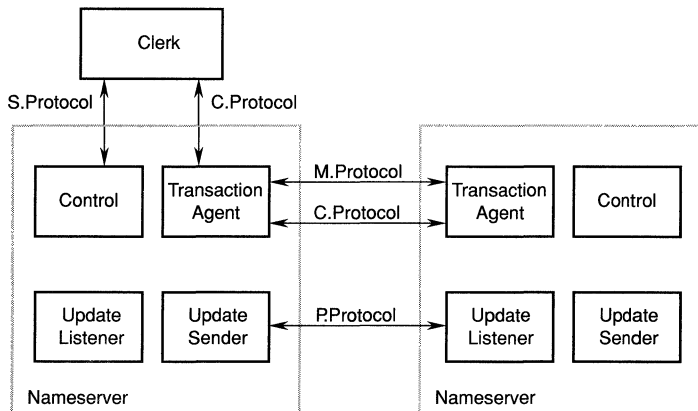 Clerk
S.Protocol
C.Protocol
Control
Transaction
Agent
M.Protocol
C.Protocol
Transaction
Agent
Control
Update
Listener
Update
Sender
P.Protocol
Update
Listener
Update
Sender
Nameserver
Nameserver